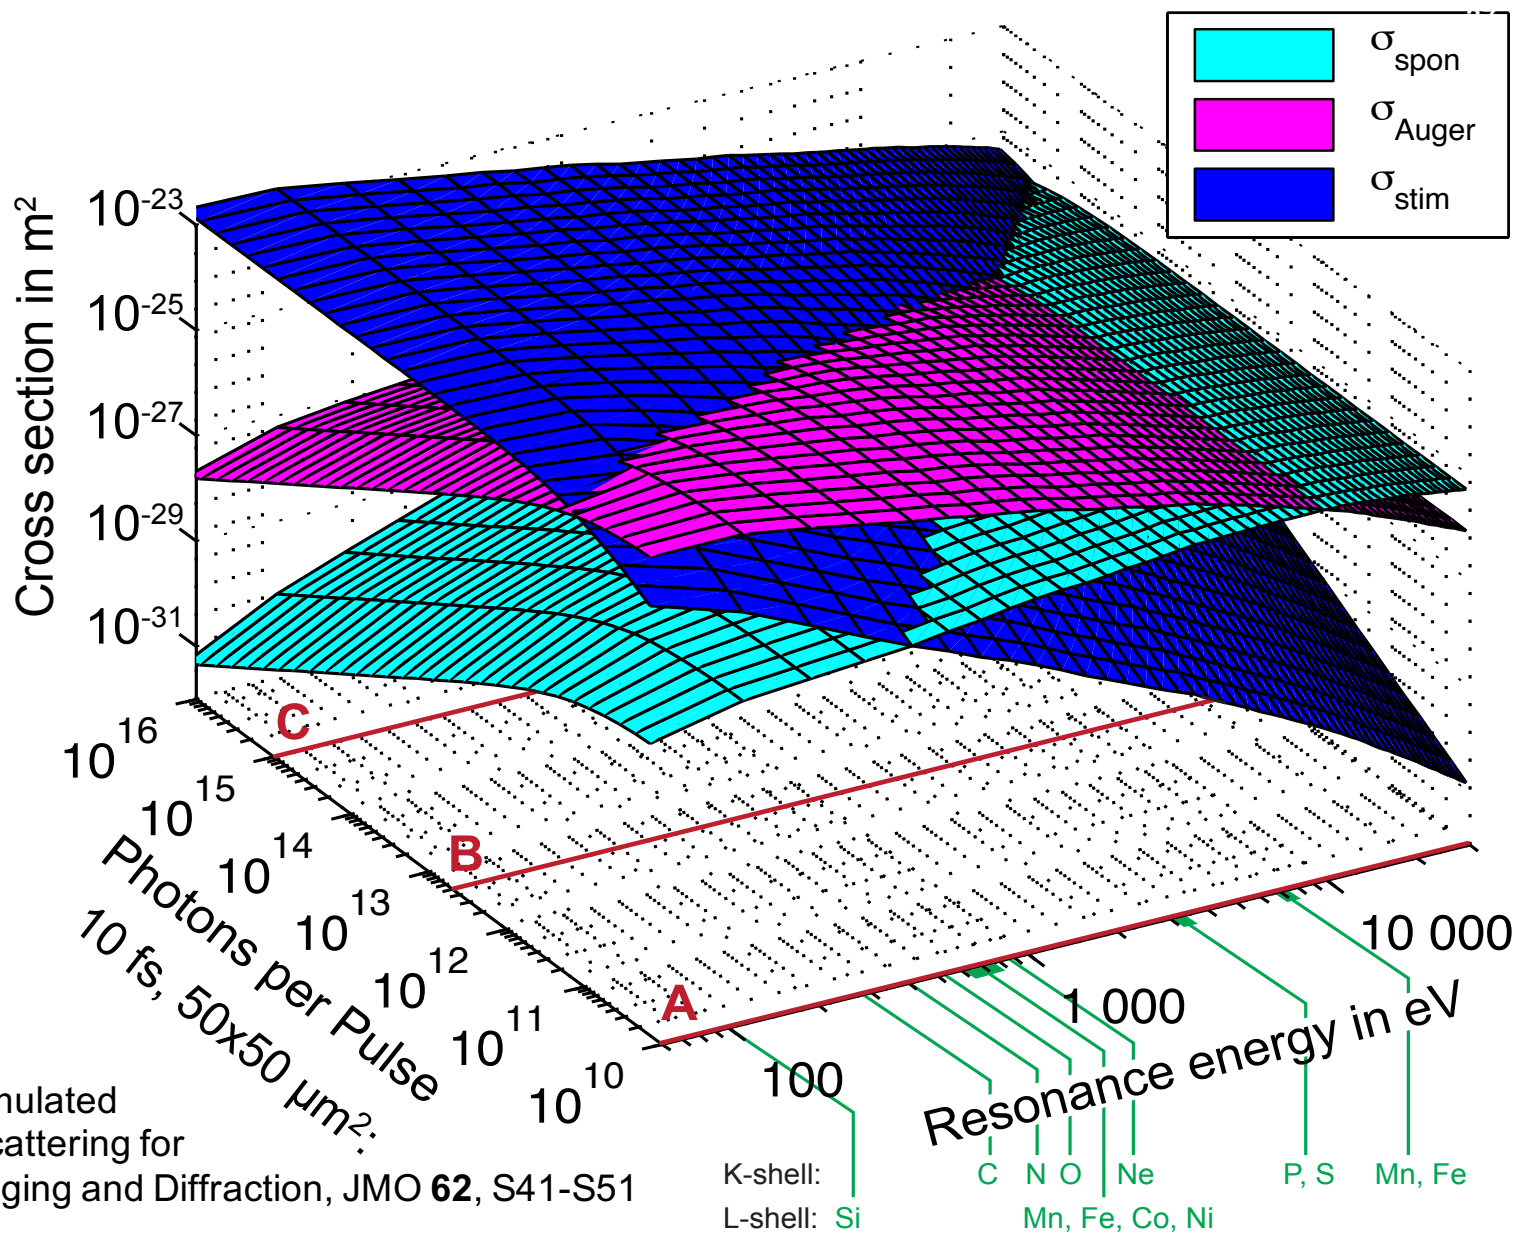 σspon
σAuger
σstim
Cross section in m²
10-23
10-25
10-27
10-29
10-31
10 16
10 15
10 14
10 13
10 12
10 11
10 10
Photons per Pulse
10 fs, 50x50 µm²:
C
B
A
100
1 000
10 000
Resonance energy in eV
K-shell: C N O Ne P, S Mn, Fe
L-shell: Si Mn, Fe, Co, Ni
mulated
cattering for
ging and Diffraction, JMO 62, S41-S51